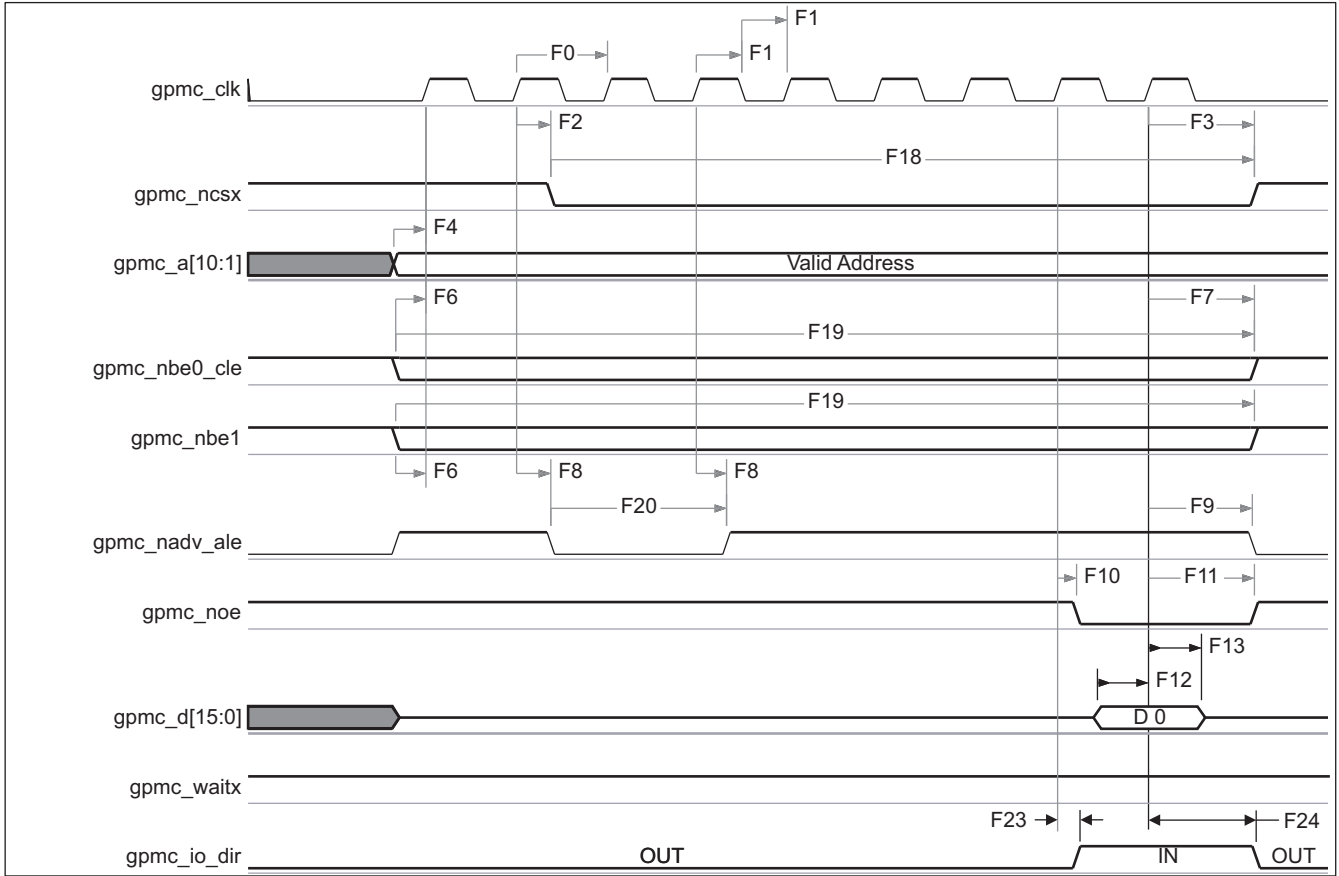 F1
F0
F1
gpmc_clk
F2
F3
F18
gpmc_ncsx
F4
gpmc_a[10:1]
Valid Address
F6
F7
F19
gpmc_nbe0_cle
F19
gpmc_nbe1
F6
F8
F8
F20
F9
gpmc_nadv_ale
F10
F11
gpmc_noe
F13
F12
gpmc_d[15:0]
D 0
gpmc_waitx
F23
F24
gpmc_io_dir
OUT
IN
OUT